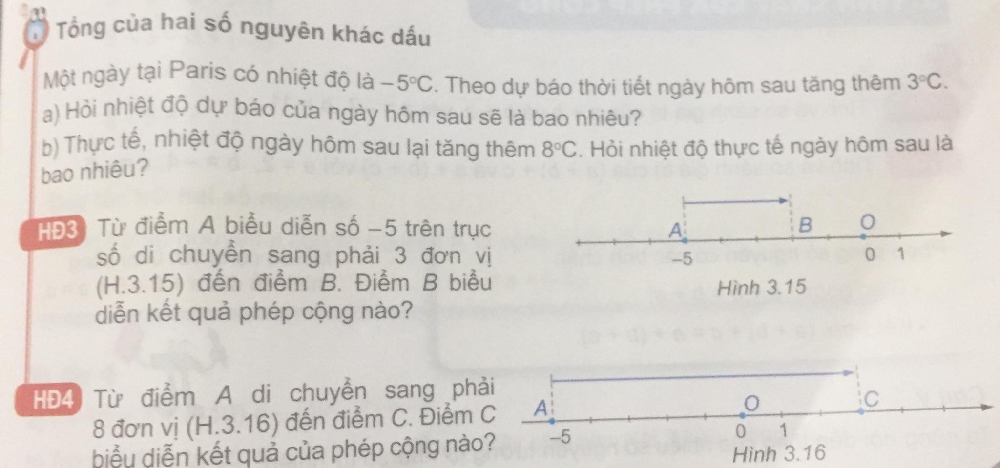 Tổng của hai số nguyên khác dấu
Một ngày tại Paris có nhiệt độ là –5°C. Theo dự báo thời tiết ngày hôm sau tăng thêm 3°C.
a) Hỏi nhiệt độ dự báo của ngày hôm sau sẽ là bao nhiêu?
b) Thực tế, nhiệt độ ngày hôm sau lại tăng thêm 8°C. Hỏi nhiệt độ thực tế ngày hôm sau là
bao nhiêu?
HĐ3 Từ điểm A biểu diễn số –5 trên trục
số di chuyển sang phải 3 đơn vị
(H.3.15) đến điểm B. Điểm B biểu
diễn kết quả phép cộng nào?
A B O
–5 0 1
Hình 3.15
HĐ4 Từ điểm A di chuyển sang phải
8 đơn vị (H.3.16) đến điểm C. Điểm C
biểu diễn kết quả của phép cộng nào?
A O C
–5 0 1
Hình 3.16